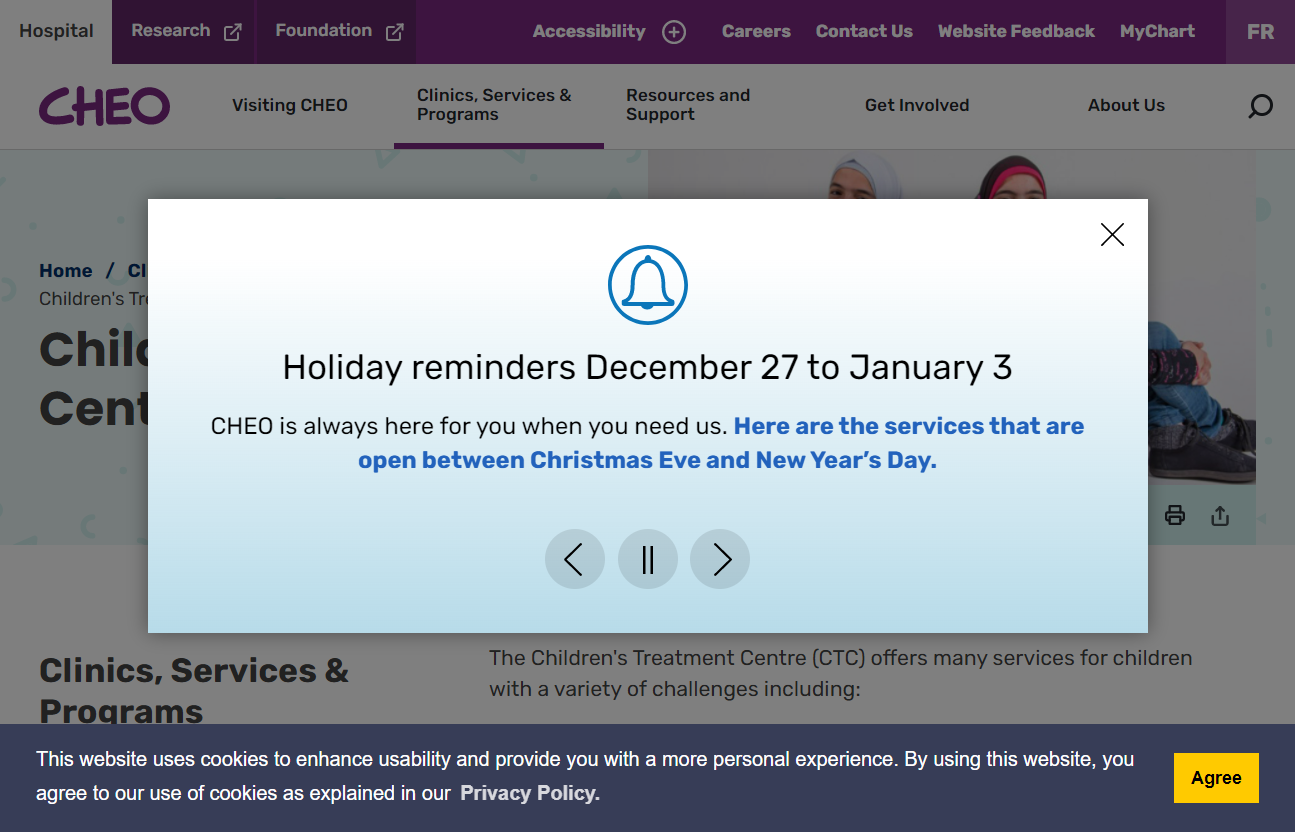 Hospital
Research
Foundation
Accessibility
Careers
Contact Us
Website Feedback
MyChart
FR
CHEO
Visiting CHEO
Clinics, Services &
Programs
Resources and
Support
Get Involved
About Us
Home / Cl
Children's Tre
Chil
Cent
Holiday reminders December 27 to January 3
CHEO is always here for you when you need us. Here are the services that are
open between Christmas Eve and New Year’s Day.
Clinics, Services &
Programs
The Children's Treatment Centre (CTC) offers many services for children
with a variety of challenges including:
This website uses cookies to enhance usability and provide you with a more personal experience. By using this website, you
agree to our use of cookies as explained in our Privacy Policy.
Agree